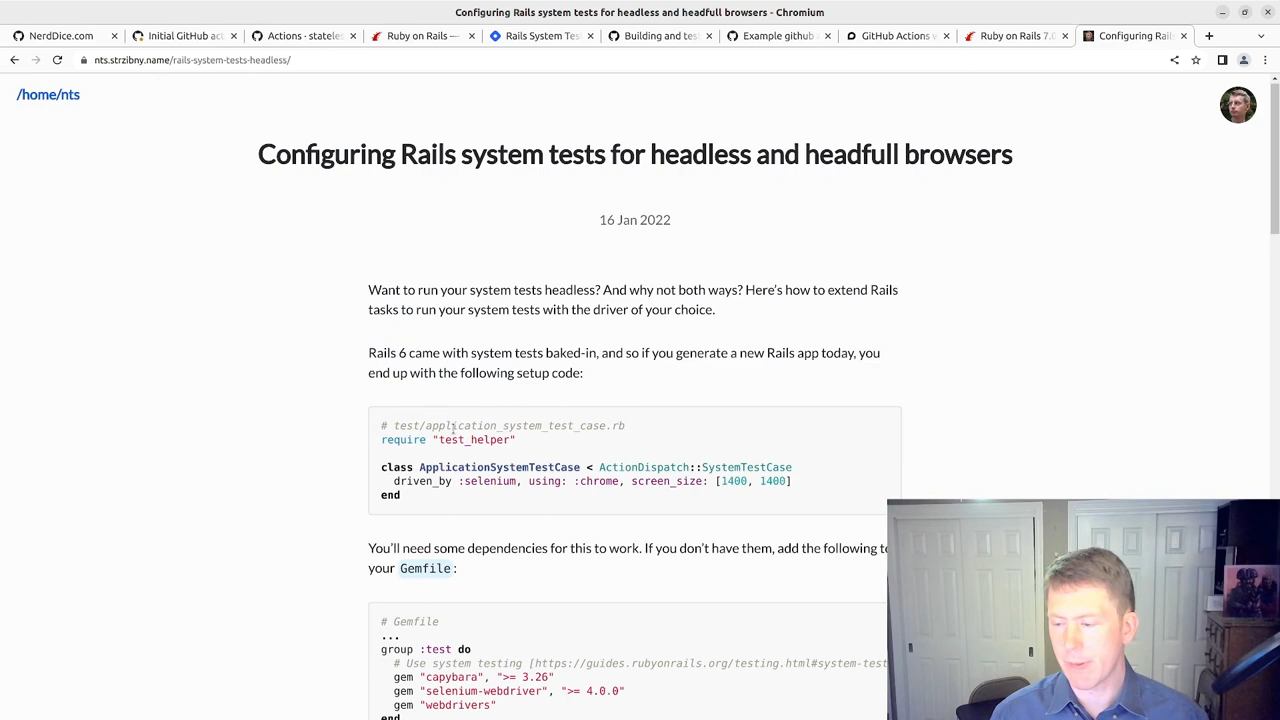 Configuring Rails system tests for headless and headfull browsers - Chromium
NerdDice.com
Initial GitHub ac
Actions · stateles
Ruby on Rails —
Rails System Tes
Building and tes
Example github
GitHub Actions v
Ruby on Rails 7.0
Configuring Rails
nts.strzibny.name/rails-system-tests-headless/
/home/nts
Configuring Rails system tests for headless and headfull browsers
16 Jan 2022
Want to run your system tests headless? And why not both ways? Here's how to extend Rails
tasks to run your system tests with the driver of your choice.
Rails 6 came with system tests baked-in, and so if you generate a new Rails app today, you
end up with the following setup code:
# test/application_system_test_case.rb
require "test_helper"
class ApplicationSystemTestCase < ActionDispatch::SystemTestCase
driven_by :selenium, using: :chrome, screen_size: [1400, 1400]
end
You'll need some dependencies for this to work. If you don't have them, add the following to
your Gemfile:
# Gemfile
...
group :test do
# Use system testing [https://guides.rubyonrails.org/testing.html#system-test
gem "capybara", ">= 3.26"
gem "selenium-webdriver", ">= 4.0.0"
gem "webdrivers"
end